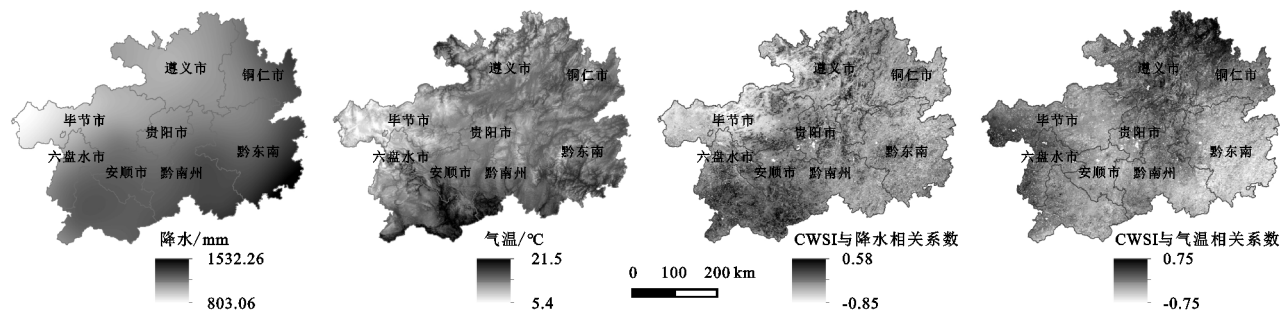 遵义市
铜仁市
毕节市
贵阳市
六盘水市
黔东南
安顺市 黔南州
降水/mm
1532.26
803.06
遵义市
铜仁市
毕节市
贵阳市
六盘水市
黔东南
安顺市 黔南州
气温/℃
21.5
5.4
0 100 200 km
遵义市
铜仁市
毕节市
贵阳市
六盘水市
黔东南
安顺市 黔南州
CWSI与降水相关系数
0.58
-0.85
遵义市
铜仁市
毕节市
贵阳市
六盘水市
黔东南
安顺市 黔南州
CWSI与气温相关系数
0.75
-0.75